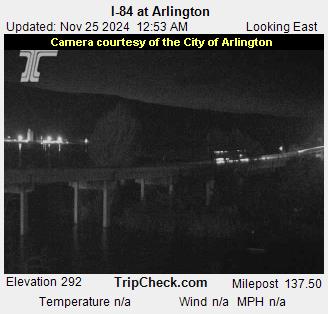 I-84 at Arlington
Updated: Nov 25 2024 12:53 AM Looking East
Camera courtesy of the City of Arlington
Elevation 292 TripCheck.com Milepost 137.50
Temperature n/a Wind n/a MPH n/a